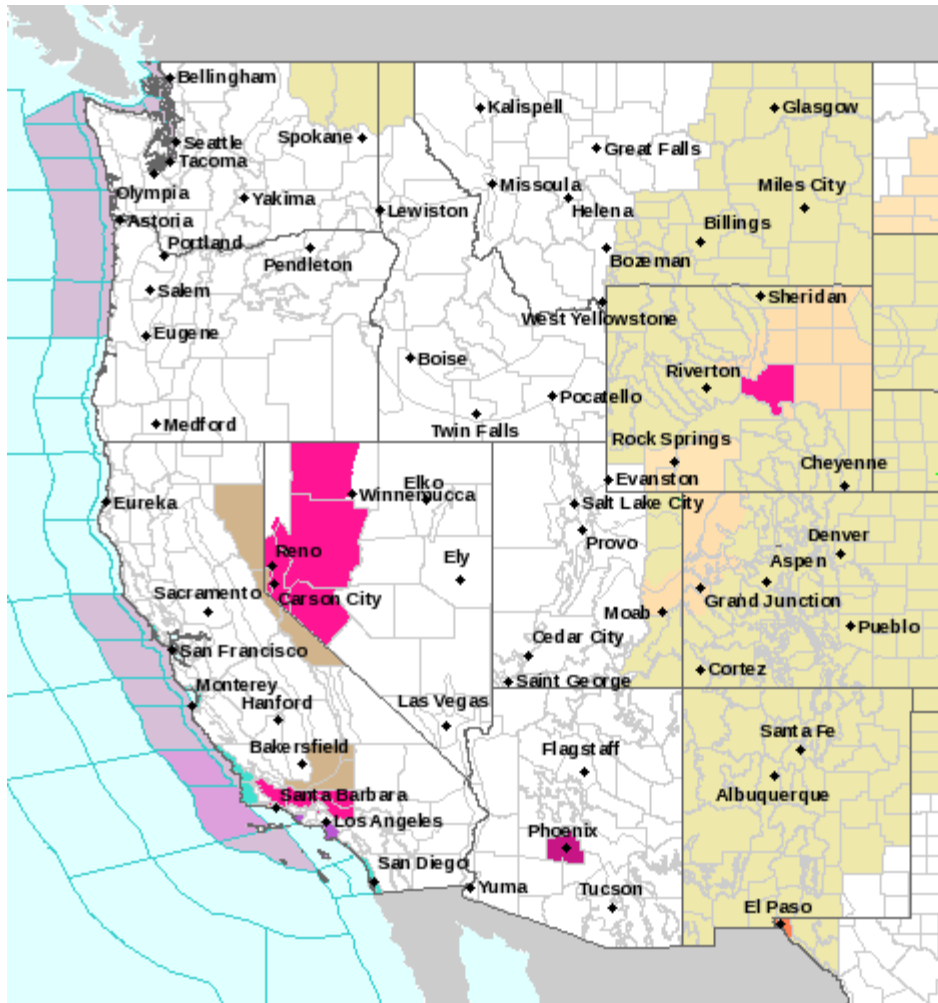 Bellingham
Kalispell
Glasgow
Seattle
Spokane
Great Falls
Tacoma
Olympia
Yakima
Missoula
Miles City
Astoria
Lewiston
Helena
Billings
Portland
Pendleton
Bozeman
Salem
Sheridan
West Yellowstone
Eugene
Boise
Riverton
Pocatello
Medford
Twin Falls
Rock Springs
Cheyenne
Elko
Evanston
Eureka
Winnemucca
Salt Lake City
Denver
Provo
Reno
Ely
Aspen
Sacramento
Carson City
Moab
Grand Junction
Pueblo
Cedar City
San Francisco
Cortez
Monterey
Saint George
Hanford
Las Vegas
Santa Fe
Bakersfield
Flagstaff
Albuquerque
Santa Barbara
Los Angeles
Phoenix
San Diego
Yuma
Tucson
El Paso